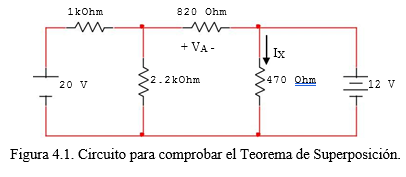 1kOhm 820 Ohm
+ VA -
IX
20 V 2.2kOhm 470 Ohm 12 V
Figura 4.1. Circuito para comprobar el Teorema de Superposición.